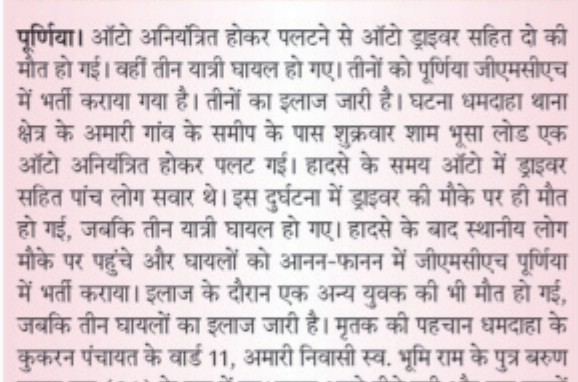 पूर्णिया। ऑटो अनियंत्रित होकर पलटने से ऑटो ड्राइवर सहित दो की
मौत हो गई। वहीं तीन यात्री घायल हो गए। तीनों को पूर्णिया जीएमसीएच
में भर्ती कराया गया है। तीनों का इलाज जारी है। घटना धमदाहा थाना
क्षेत्र के अमारी गांव के समीप के पास शुक्रवार शाम भूसा लोड एक
ऑटो अनियंत्रित होकर पलट गई। हादसे के समय ऑटो में ड्राइवर
सहित पांच लोग सवार थे। इस दुर्घटना में ड्राइवर की मौके पर ही मौत
हो गई, जबकि तीन यात्री घायल हो गए। हादसे के बाद स्थानीय लोग
मौके पर पहुंचे और घायलों को आनन-फानन में जीएमसीएच पूर्णिया
में भर्ती कराया। इलाज के दौरान एक अन्य युवक की भी मौत हो गई,
जबकि तीन घायलों का इलाज जारी है। मृतक की पहचान धमदाहा के
कुकरन पंचायत के वार्ड 11, अमारी निवासी स्व. भूमि राम के पुत्र बरुण